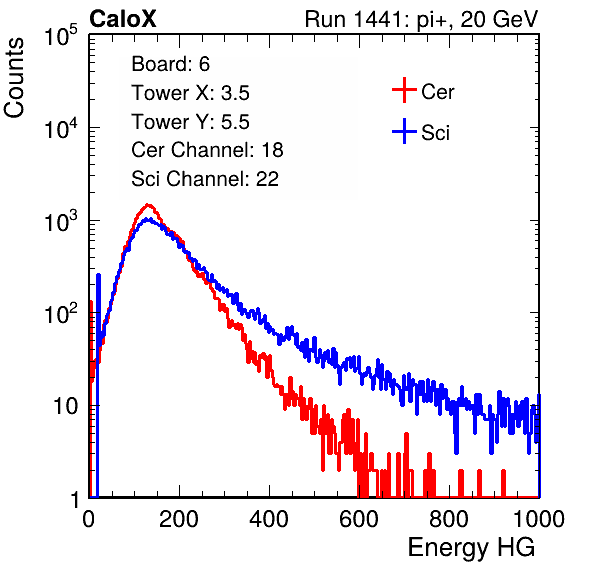 CaloX Run 1441: pi+, 20 GeV
Counts
10^5
10^4
10^3
10^2
10
1
Board: 6
Tower X: 3.5
Tower Y: 5.5
Cer Channel: 18
Sci Channel: 22
Cer
Sci
0 200 400 600 800 1000
Energy HG